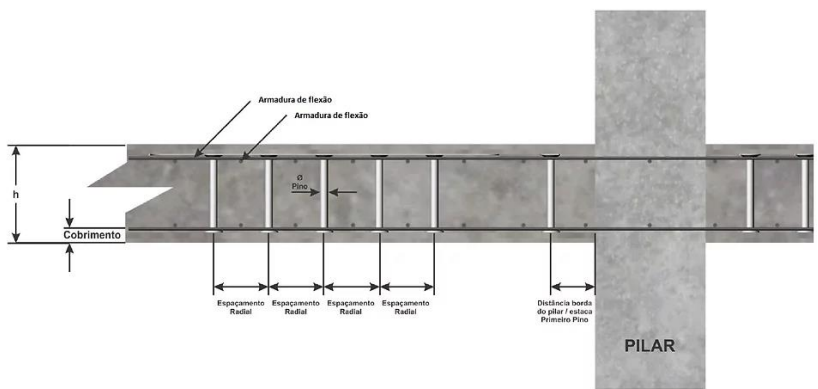 Armadura de flexão
Armadura de flexão
Ø
Pino
h
Cobrimento
Espaçamento
Radial
Espaçamento
Radial
Espaçamento
Radial
Espaçamento
Radial
Distância borda
do pilar / estaca
Primeiro Pino
PILAR